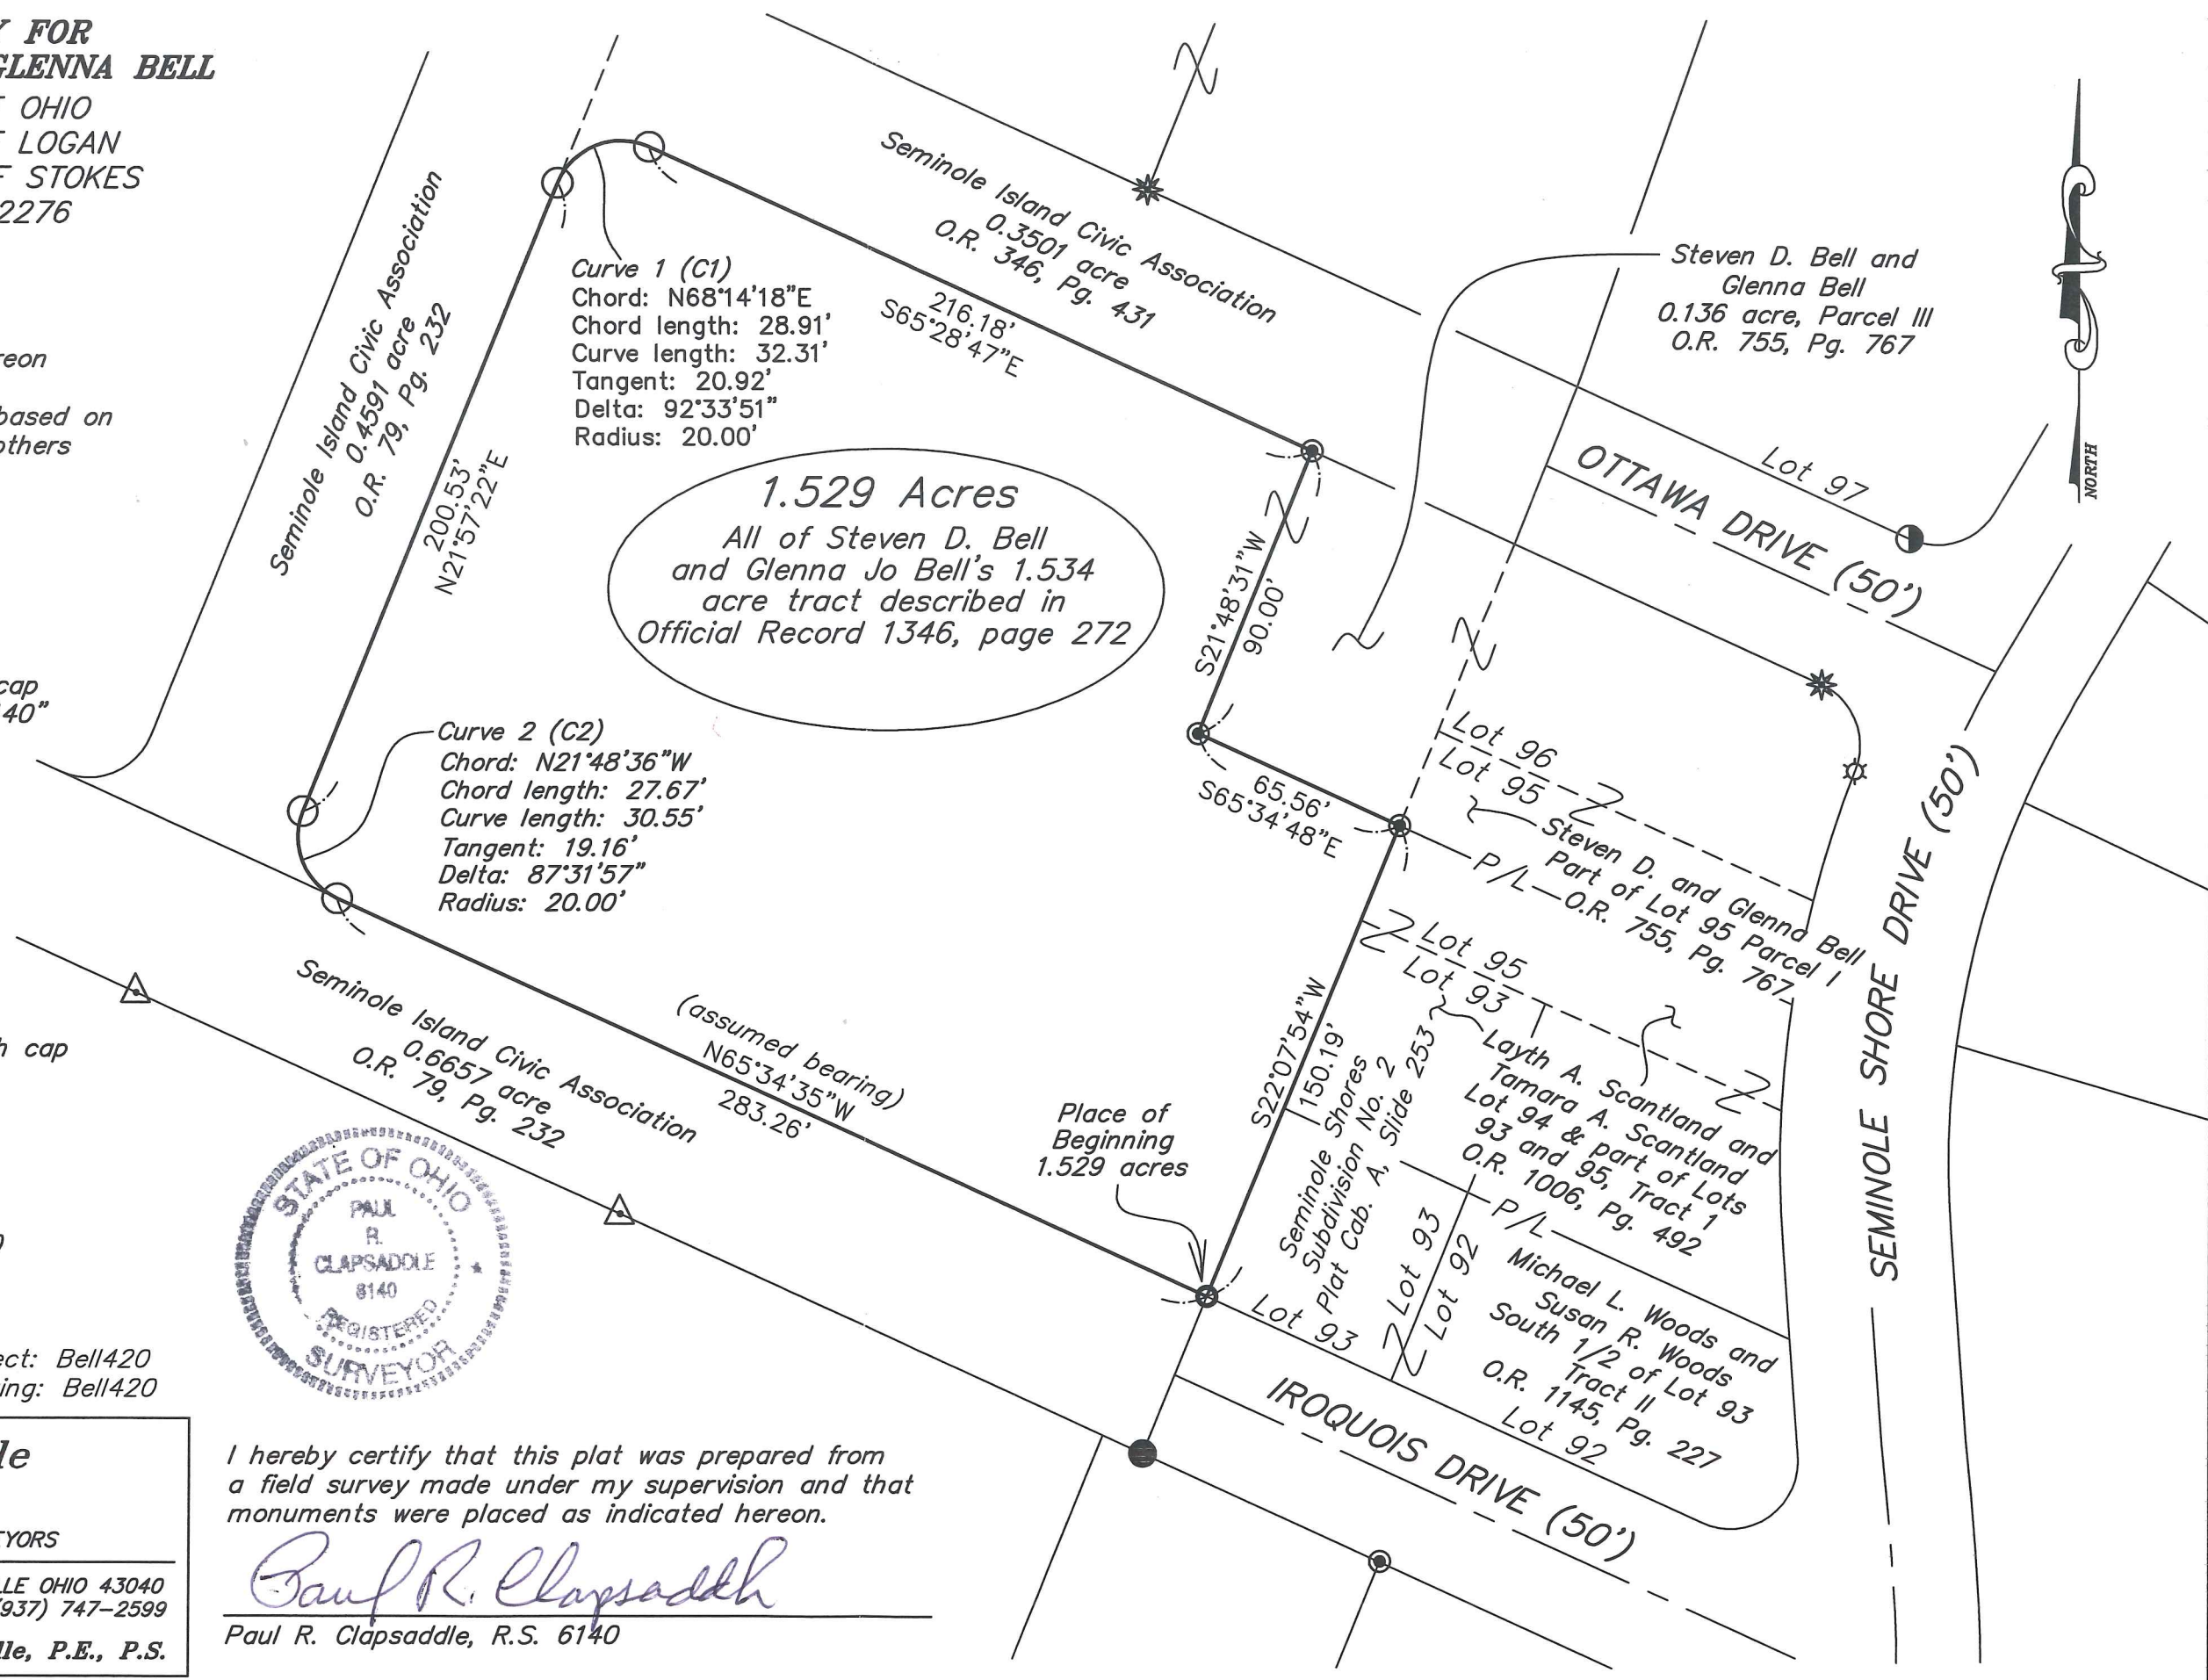 Y FOR
GLENNA BELL
OHIO
LOGAN
F STOKES
2276
reon
based on
others
cap
40"
h cap
ect: Bell420
ing: Bell420
le
EYORS
LLE OHIO 43040
(937) 747-2599
lle, P.E., P.S.
Seminole Island Civic Association
0.4591 acre
O.R. 79, Pg. 232
200.53'
N21°57'22"E
Curve 1 (C1)
Chord: N68°14'18"E
Chord length: 28.91'
Curve length: 32.31'
Tangent: 20.92'
Delta: 92°33'51"
Radius: 20.00'
Seminole Island Civic Association
0.3501 acre
O.R. 346, Pg. 431
216.18'
S65°28'47"E
Steven D. Bell and
Glenna Bell
0.136 acre, Parcel III
O.R. 755, Pg. 767
NORTH
Lot 97
OTTAWA DRIVE (50')
1.529 Acres
All of Steven D. Bell
and Glenna Jo Bell's 1.534
acre tract described in
Official Record 1346, page 272
S21°48'31"W
90.00'
65.56'
S65°34'48"E
Curve 2 (C2)
Chord: N21°48'36"W
Chord length: 27.67'
Curve length: 30.55'
Tangent: 19.16'
Delta: 87°31'57"
Radius: 20.00'
Lot 96
Lot 95
Steven D. and Glenna Bell
Part of Lot 95 Parcel I
P/L O.R. 755, Pg. 767
SEMINOLE SHORE DRIVE (50')
Lot 95
Lot 93
Layth A. Scantland and
Tamara A. Scantland
Lot 94 & part of Lots
93 and 95, Tract 1
O.R. 1006, Pg. 492
S22°07'54"W
150.19'
Seminole Shores
Subdivision No. 2
Plat Cab. A, Slide 253
Seminole Island Civic Association
0.6657 acre
O.R. 79, Pg. 232
(assumed bearing)
N65°34'35"W
283.26'
Place of
Beginning
1.529 acres
P/L
Lot 93
Lot 92
Lot 93
Michael L. Woods and
Susan R. Woods
South 1/2 of Lot 93
Tract II
O.R. 1145, Pg. 227
Lot 92
IROQUOIS DRIVE (50')
STATE OF OHIO
PAUL
R.
CLAPSADDLE
6140
REGISTERED
SURVEYOR
I hereby certify that this plat was prepared from
a field survey made under my supervision and that
monuments were placed as indicated hereon.
Paul R. Clapsaddle
Paul R. Clapsaddle, R.S. 6140